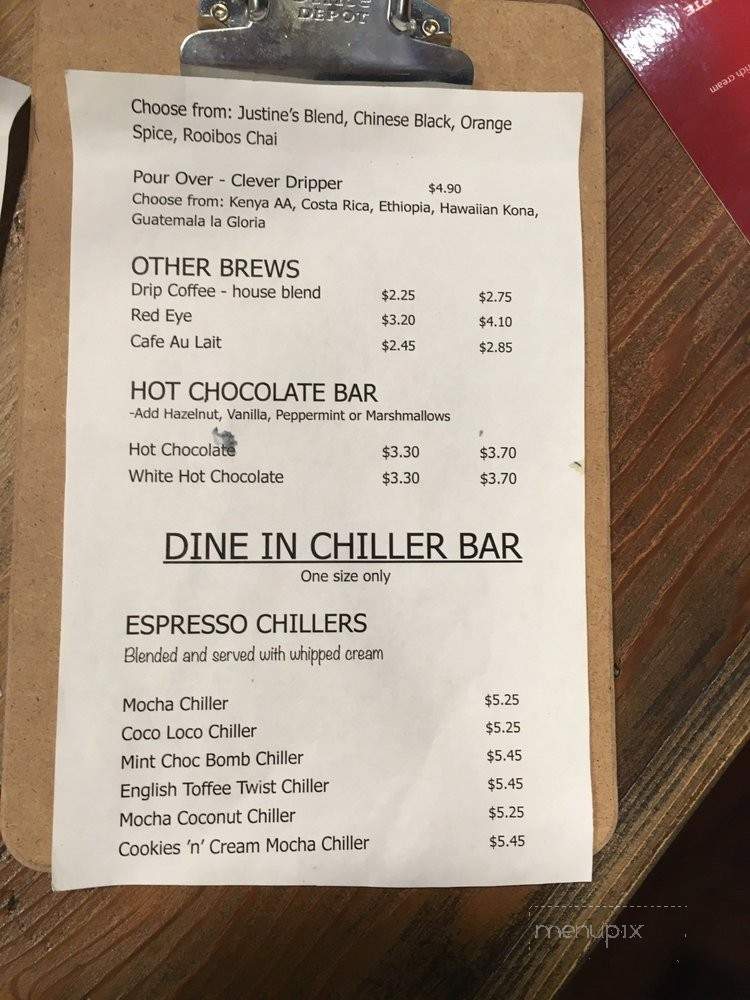 DEPOT
rich cream
Choose from: Justine's Blend, Chinese Black, Orange
Spice, Rooibos Chai
Pour Over - Clever Dripper $4.90
Choose from: Kenya AA, Costa Rica, Ethiopia, Hawaiian Kona,
Guatemala la Gloria
OTHER BREWS
Drip Coffee - house blend $2.25 $2.75
Red Eye $3.20 $4.10
Cafe Au Lait $2.45 $2.85
HOT CHOCOLATE BAR
-Add Hazelnut, Vanilla, Peppermint or Marshmallows
Hot Chocolate $3.30 $3.70
White Hot Chocolate $3.30 $3.70
DINE IN CHILLER BAR
One size only
ESPRESSO CHILLERS
Blended and served with whipped cream
Mocha Chiller $5.25
Coco Loco Chiller $5.25
Mint Choc Bomb Chiller $5.45
English Toffee Twist Chiller $5.45
Mocha Coconut Chiller $5.25
Cookies 'n' Cream Mocha Chiller $5.45
menupix